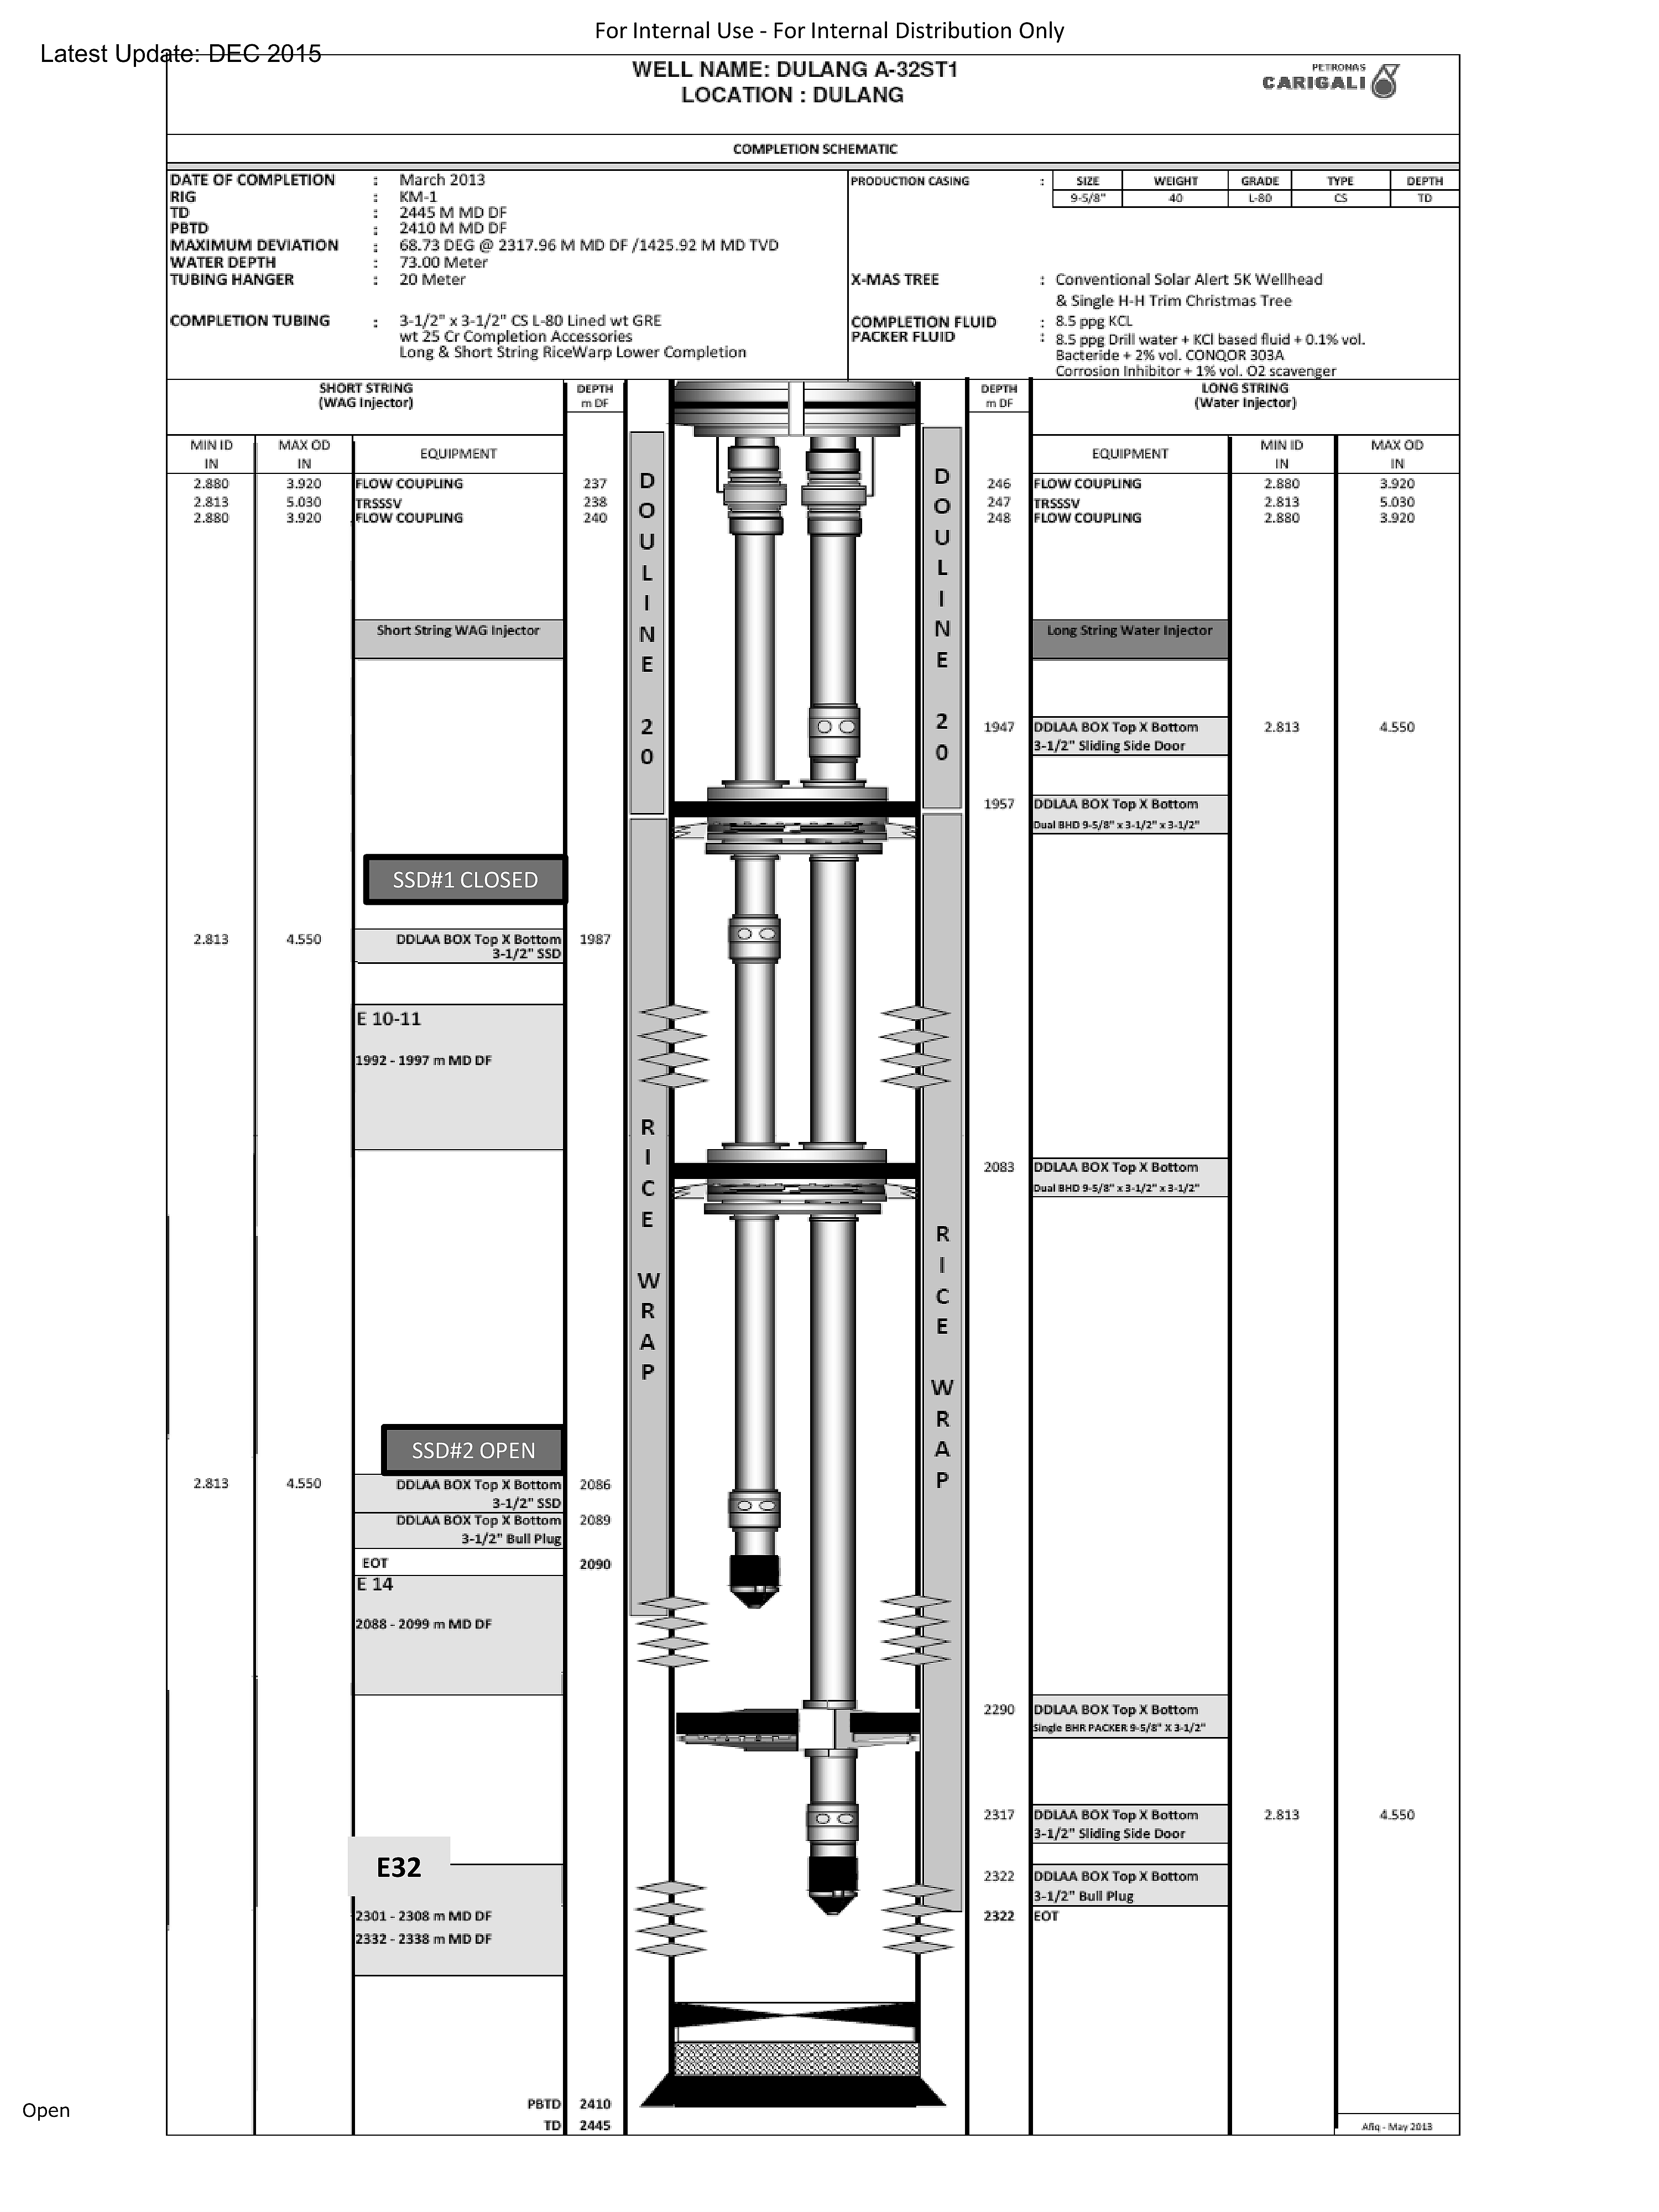 For Internal Use - For Internal Distribution Only
Latest Update: DEC 2015
WELL NAME: DULANG A-32ST1
LOCATION : DULANG
PETRONAS
CARIGALI
COMPLETION SCHEMATIC
DATE OF COMPLETION : March 2013
RIG : KM-1
TD : 2445 M MD DF
PBTD : 2410 M MD DF
MAXIMUM DEVIATION : 68.73 DEG @ 2317.96 M MD DF /1425.92 M MD TVD
WATER DEPTH : 73.00 Meter
TUBING HANGER : 20 Meter
COMPLETION TUBING : 3-1/2" x 3-1/2" CS L-80 Lined wt GRE
wt 25 Cr Completion Accessories
Long & Short String RiceWarp Lower Completion
PRODUCTION CASING : SIZE WEIGHT GRADE TYPE DEPTH
9-5/8" 40 L-80 CS TD
X-MAS TREE : Conventional Solar Alert 5K Wellhead
& Single H-H Trim Christmas Tree
COMPLETION FLUID : 8.5 ppg KCL
PACKER FLUID : 8.5 ppg Drill water + KCl based fluid + 0.1% vol.
Bacteride + 2% vol. CONQOR 303A
Corrosion Inhibitor + 1% vol. O2 scavenger
SHORT STRING
(WAG Injector)
DEPTH
m DF
DEPTH
m DF
LONG STRING
(Water Injector)
MIN ID
IN
MAX OD
IN
EQUIPMENT
EQUIPMENT
MIN ID
IN
MAX OD
IN
2.880 3.920 FLOW COUPLING 237
2.813 5.030 TRSSSV 238
2.880 3.920 FLOW COUPLING 240
246 FLOW COUPLING 2.880 3.920
247 TRSSSV 2.813 5.030
248 FLOW COUPLING 2.880 3.920
DOULINE 20
DOULINE 20
Short String WAG Injector
Long String Water Injector
1947 DDLAA BOX Top X Bottom 2.813 4.550
3-1/2" Sliding Side Door
1957 DDLAA BOX Top X Bottom
Dual BHD 9-5/8" x 3-1/2" x 3-1/2"
SSD#1 CLOSED
2.813 4.550 DDLAA BOX Top X Bottom 1987
3-1/2" SSD
E 10-11
1992 - 1997 m MD DF
RICE WRAP
RICE WRAP
2083 DDLAA BOX Top X Bottom
Dual BHD 9-5/8" x 3-1/2" x 3-1/2"
SSD#2 OPEN
2.813 4.550 DDLAA BOX Top X Bottom 2086
3-1/2" SSD
DDLAA BOX Top X Bottom 2089
3-1/2" Bull Plug
EOT 2090
E 14
2088 - 2099 m MD DF
2290 DDLAA BOX Top X Bottom
Single BHR PACKER 9-5/8" X 3-1/2"
2317 DDLAA BOX Top X Bottom 2.813 4.550
3-1/2" Sliding Side Door
E32
2322 DDLAA BOX Top X Bottom
3-1/2" Bull Plug
2322 EOT
2301 - 2308 m MD DF
2332 - 2338 m MD DF
PBTD 2410
TD 2445
Open
Afiq - May 2013